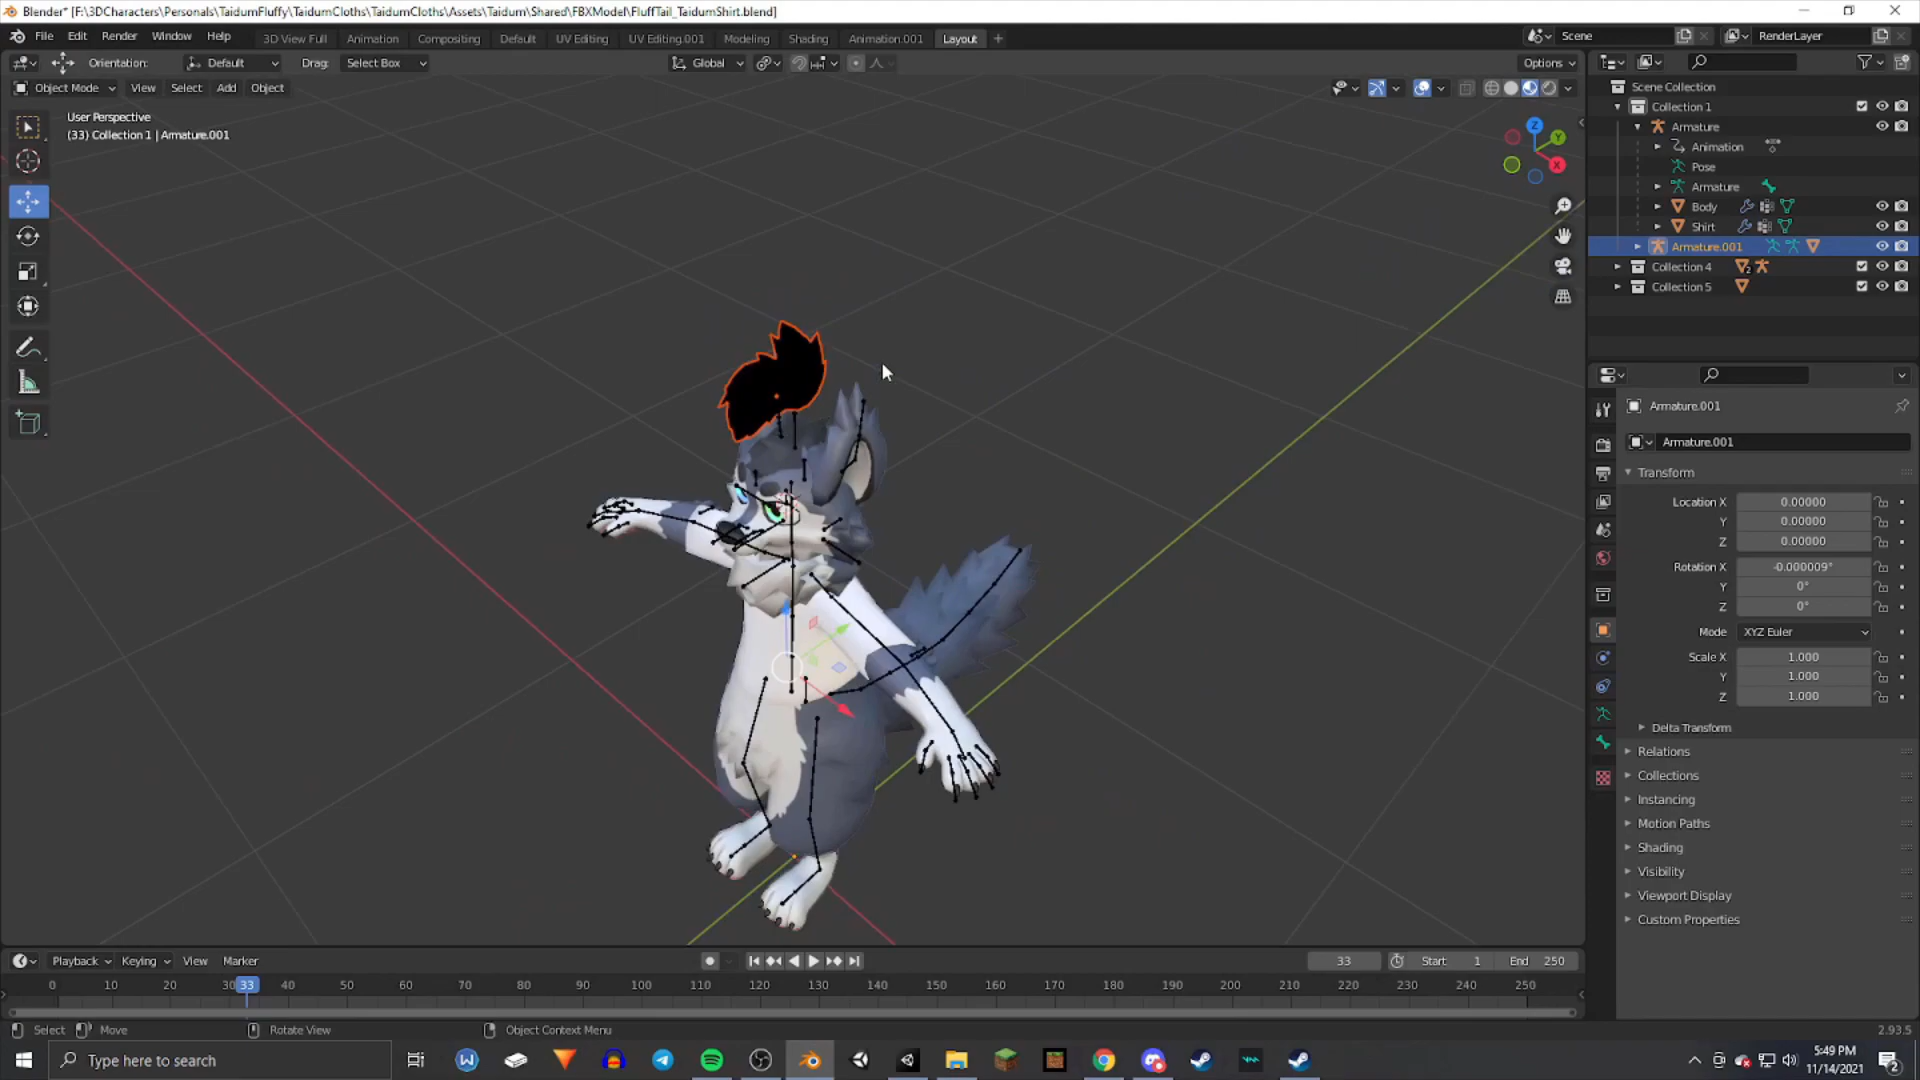 Blender* [F:\3DCharacters\Personals\TaidumFluffy\TaidumCloths\TaidumCloths\Assets\Taidum\Shared\FBXModel\FluffTail_TaidumShirt.blend]
File Edit Render Window Help 3D View Full Animation Compositing Default UV Editing UV Editing.001 Modeling Shading Animation.001 Layout Scene RenderLayer
Orientation: Default Drag: Select Box Global Options
Object Mode View Select Add Object
User Perspective
(33) Collection 1 | Armature.001
Z
Y
X
Scene Collection
Collection 1
Armature
Animation
Pose
Armature
Body
Shirt
Armature.001
Collection 4 2
Collection 5
Armature.001
Armature.001
Transform
Location X 0.00000
Y 0.00000
Z 0.00000
Rotation X -0.000009°
Y 0°
Z 0°
Mode XYZ Euler
Scale X 1.000
Y 1.000
Z 1.000
Delta Transform
Relations
Collections
Instancing
Motion Paths
Shading
Visibility
Viewport Display
Custom Properties
Playback Keying View Marker 33 Start 1 End 250
0 10 20 30 33 40 50 60 70 80 90 100 110 120 130 140 150 160 170 180 190 200 210 220 230 240 250
Select Move Rotate View Object Context Menu 2.93.5
Type here to search
5:49 PM
11/14/2021
2